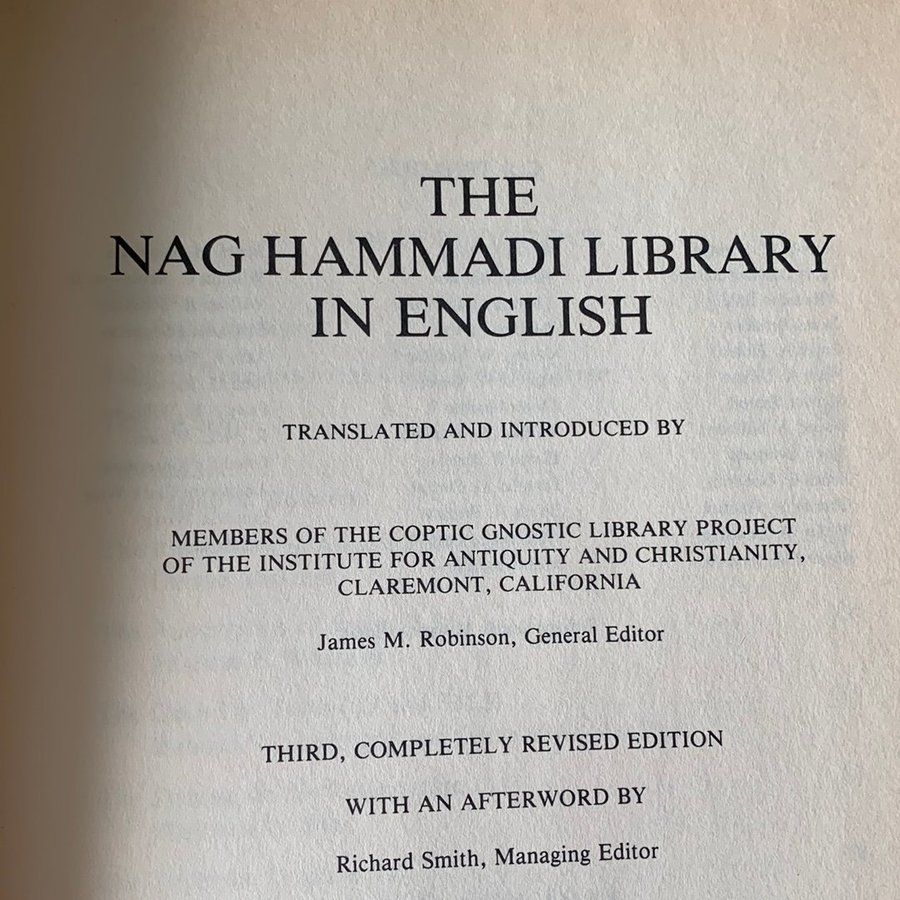 THE
NAG HAMMADI LIBRARY
IN ENGLISH
TRANSLATED AND INTRODUCED BY
MEMBERS OF THE COPTIC GNOSTIC LIBRARY PROJECT
OF THE INSTITUTE FOR ANTIQUITY AND CHRISTIANITY,
CLAREMONT, CALIFORNIA
James M. Robinson, General Editor
THIRD, COMPLETELY REVISED EDITION
WITH AN AFTERWORD BY
Richard Smith, Managing Editor